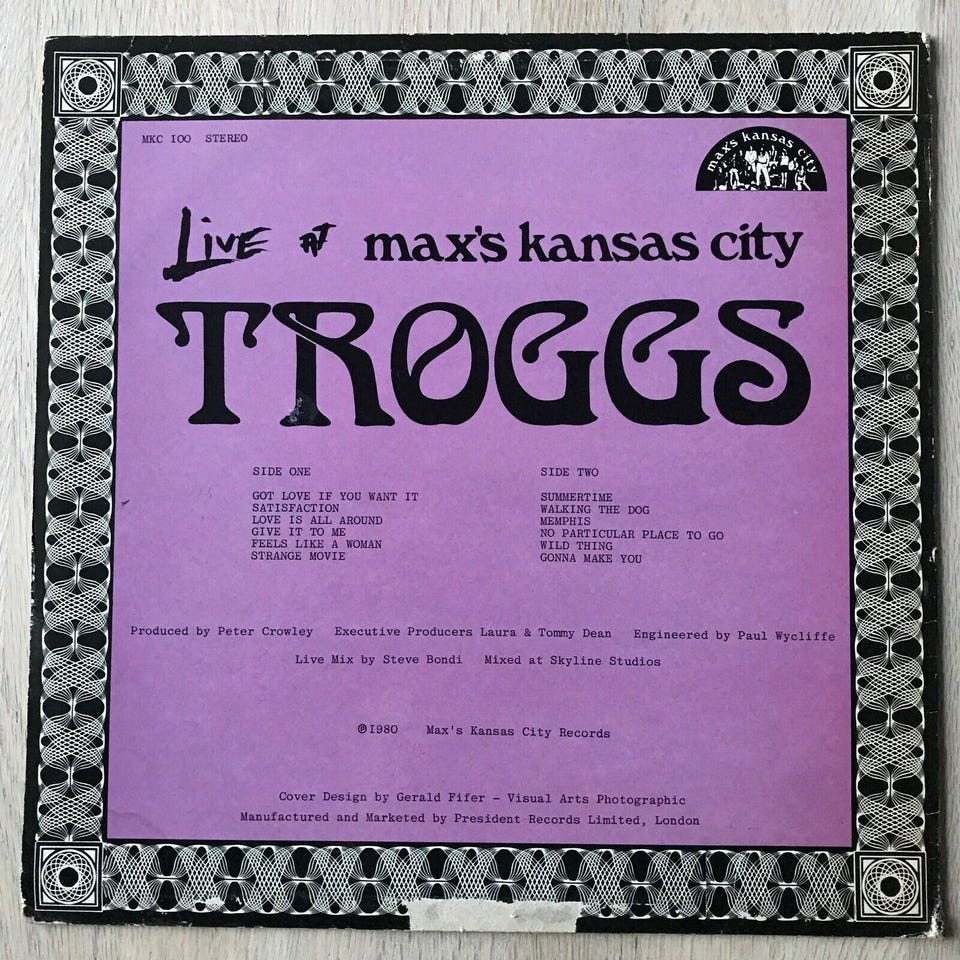 MKC 100 STEREO
max's kansas city
Live AT max's kansas city
TROGGS
SIDE ONE
GOT LOVE IF YOU WANT IT
SATISFACTION
LOVE IS ALL AROUND
GIVE IT TO ME
FEELS LIKE A WOMAN
STRANGE MOVIE
SIDE TWO
SUMMERTIME
WALKING THE DOG
MEMPHIS
NO PARTICULAR PLACE TO GO
WILD THING
GONNA MAKE YOU
Produced by Peter Crowley Executive Producers Laura & Tommy Dean Engineered by Paul Wycliffe
Live Mix by Steve Bondi Mixed at Skyline Studios
℗1980 Max's Kansas City Records
Cover Design by Gerald Fifer - Visual Arts Photographic
Manufactured and Marketed by President Records Limited, London